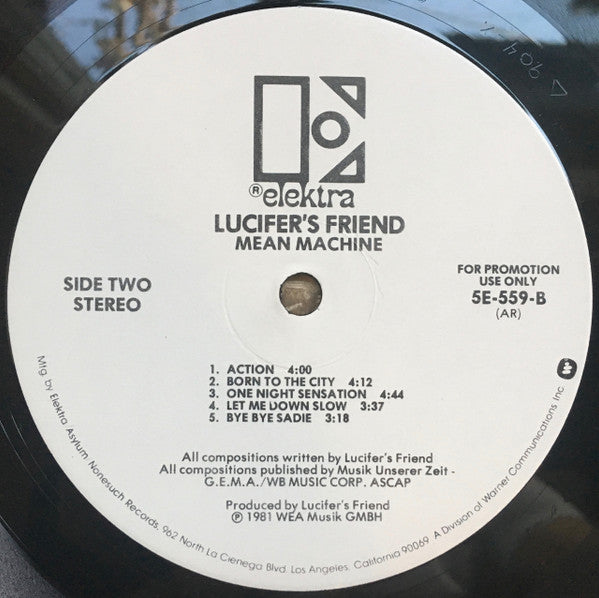 ® elektra
LUCIFER'S FRIEND
MEAN MACHINE
SIDE TWO
STEREO
FOR PROMOTION
USE ONLY
5E-559-B
(AR)
1. ACTION 4:00
2. BORN TO THE CITY 4:12
3. ONE NIGHT SENSATION 4:44
4. LET ME DOWN SLOW 3:37
5. BYE BYE SADIE 3:18
All compositions written by Lucifer's Friend
All compositions published by Musik Unserer Zeit -
G.E.M.A./WB MUSIC CORP. ASCAP
Produced by Lucifer's Friend
℗ 1981 WEA Musik GMBH
Mfg. by Elektra Asylum, Nonesuch Records, 962 North La Cienega Blvd. Los Angeles, California 90069. A Division of Warner Communications Inc.